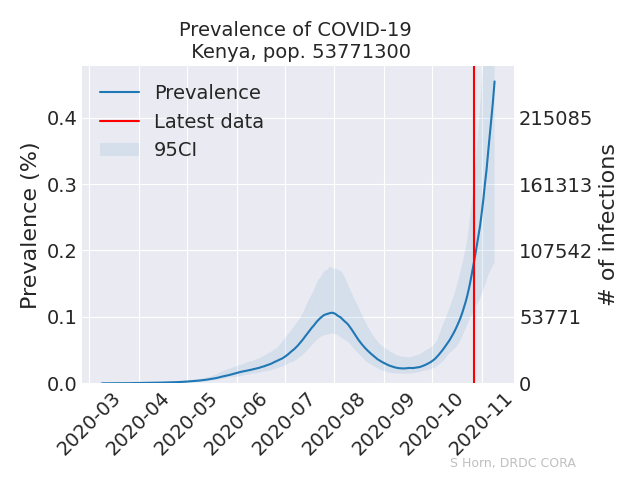 Prevalence of COVID-19
Kenya, pop. 53771300
Prevalence
Latest data
95CI
Prevalence (%)
0.4
0.3
0.2
0.1
0.0
215085
161313
107542
53771
0
# of infections
2020-03
2020-04
2020-05
2020-06
2020-07
2020-08
2020-09
2020-10
2020-11
S Horn, DRDC CORA